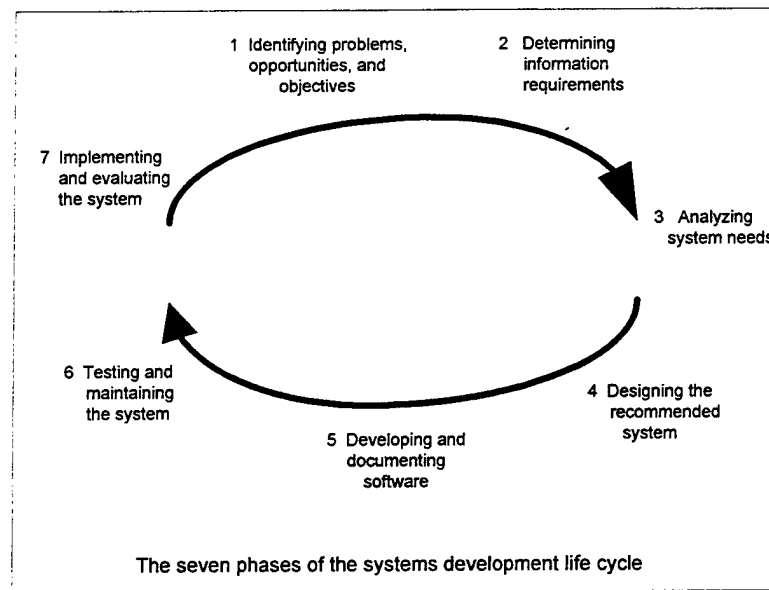 1 Identifying problems,
opportunities, and
objectives
2 Determining
information
requirements
3 Analyzing
system needs
4 Designing the
recommended
system
5 Developing and
documenting
software
6 Testing and
maintaining
the system
7 Implementing
and evaluating
the system
The seven phases of the systems development life cycle